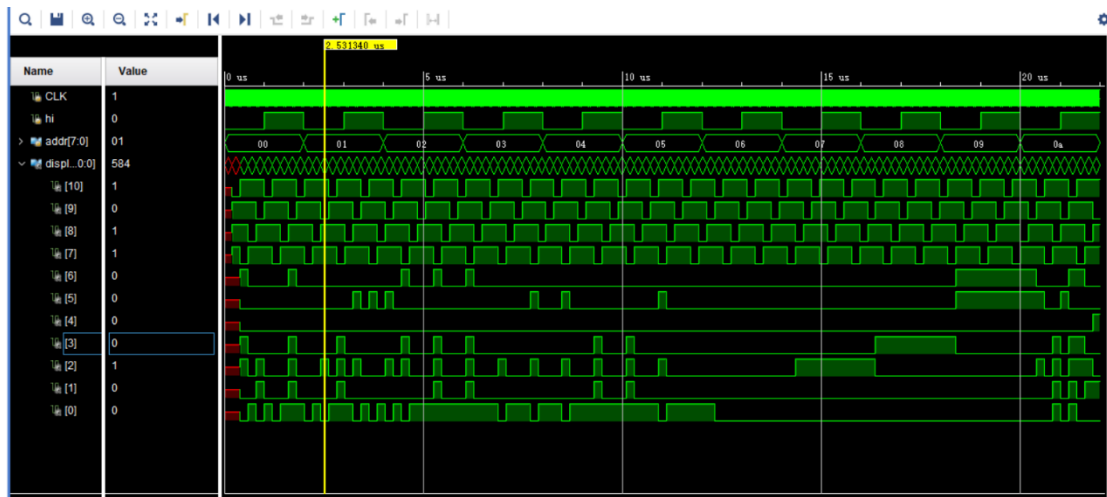 2.531340 us
Name Value
0 us 5 us 10 us 15 us 20 us
CLK 1
hi 0
addr[7:0] 01 00 01 02 03 04 05 06 07 08 09 0a
displ...0:0] 584
[10] 1
[9] 0
[8] 1
[7] 1
[6] 0
[5] 0
[4] 0
[3] 0
[2] 1
[1] 0
[0] 0